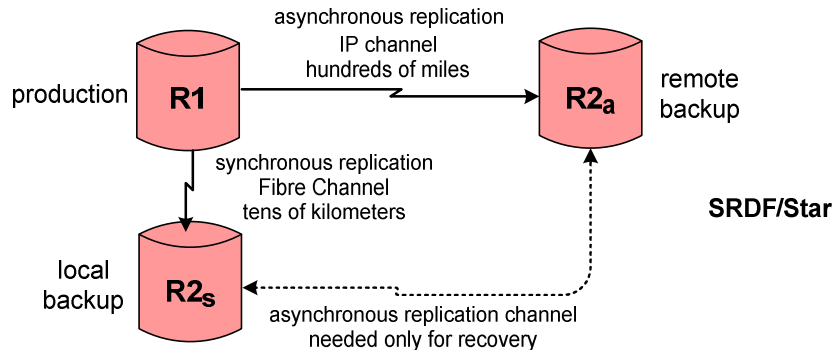 asynchronous replication
IP channel
hundreds of miles
production
R1
R2a
remote
backup
synchronous replication
Fibre Channel
tens of kilometers
SRDF/Star
local
backup
R2s
asynchronous replication channel
needed only for recovery